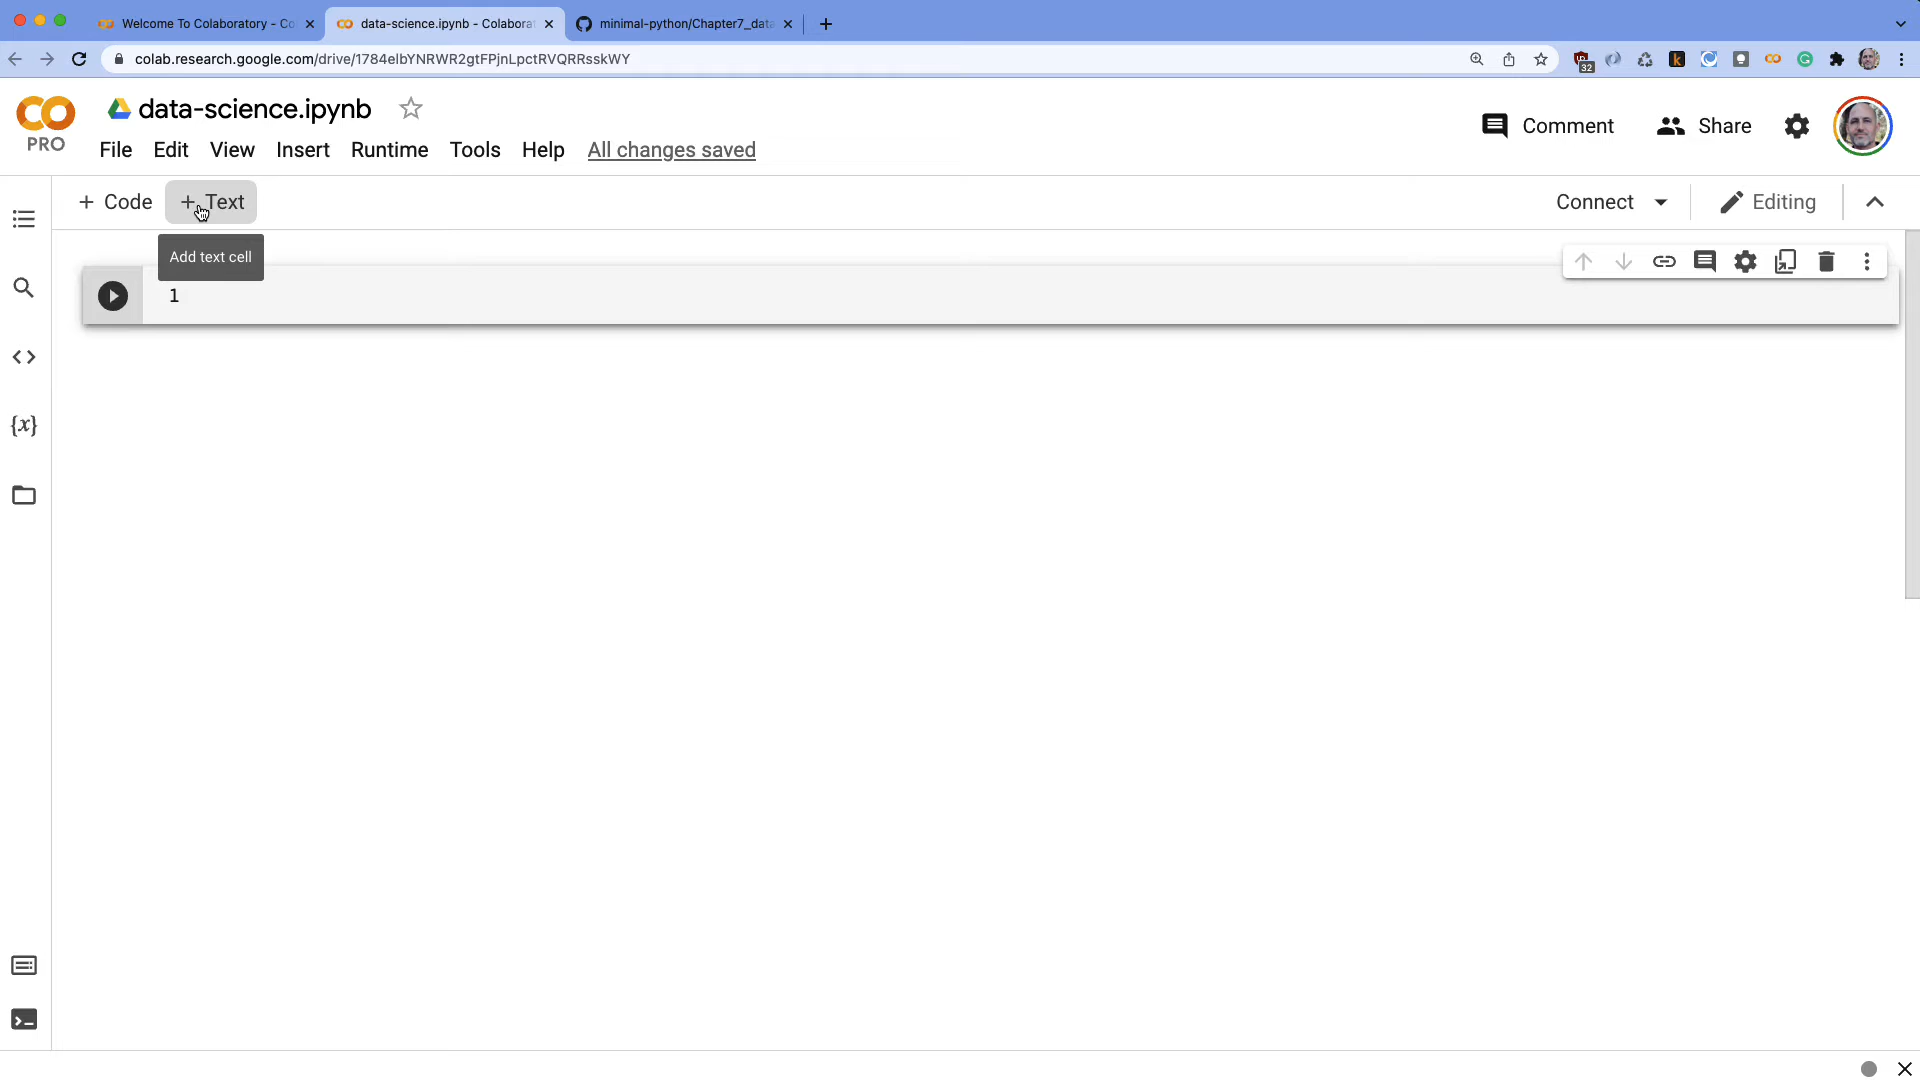 Welcome To Colaboratory - Co
data-science.ipynb - Colaborat
minimal-python/Chapter7_data
colab.research.google.com/drive/1784elbYNRWR2gtFPjnLpctRVQRRsskWY
32
PRO
data-science.ipynb
Comment
Share
File Edit View Insert Runtime Tools Help All changes saved
+ Code
+ Text
Connect
Editing
Add text cell
1
{x}